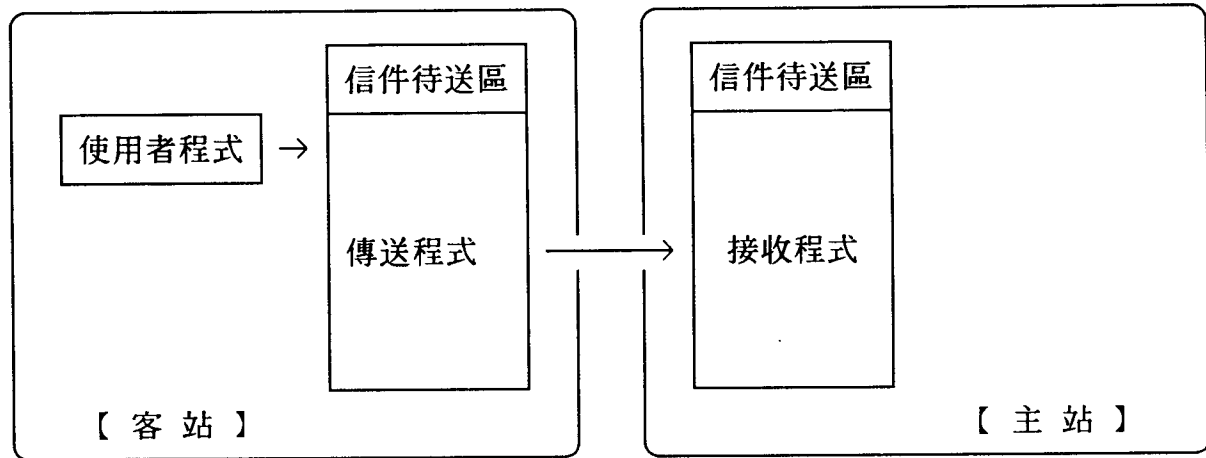 信件待送區
使用者程式 →
傳送程式
【 客 站 】
信件待送區
接收程式
【 主 站 】